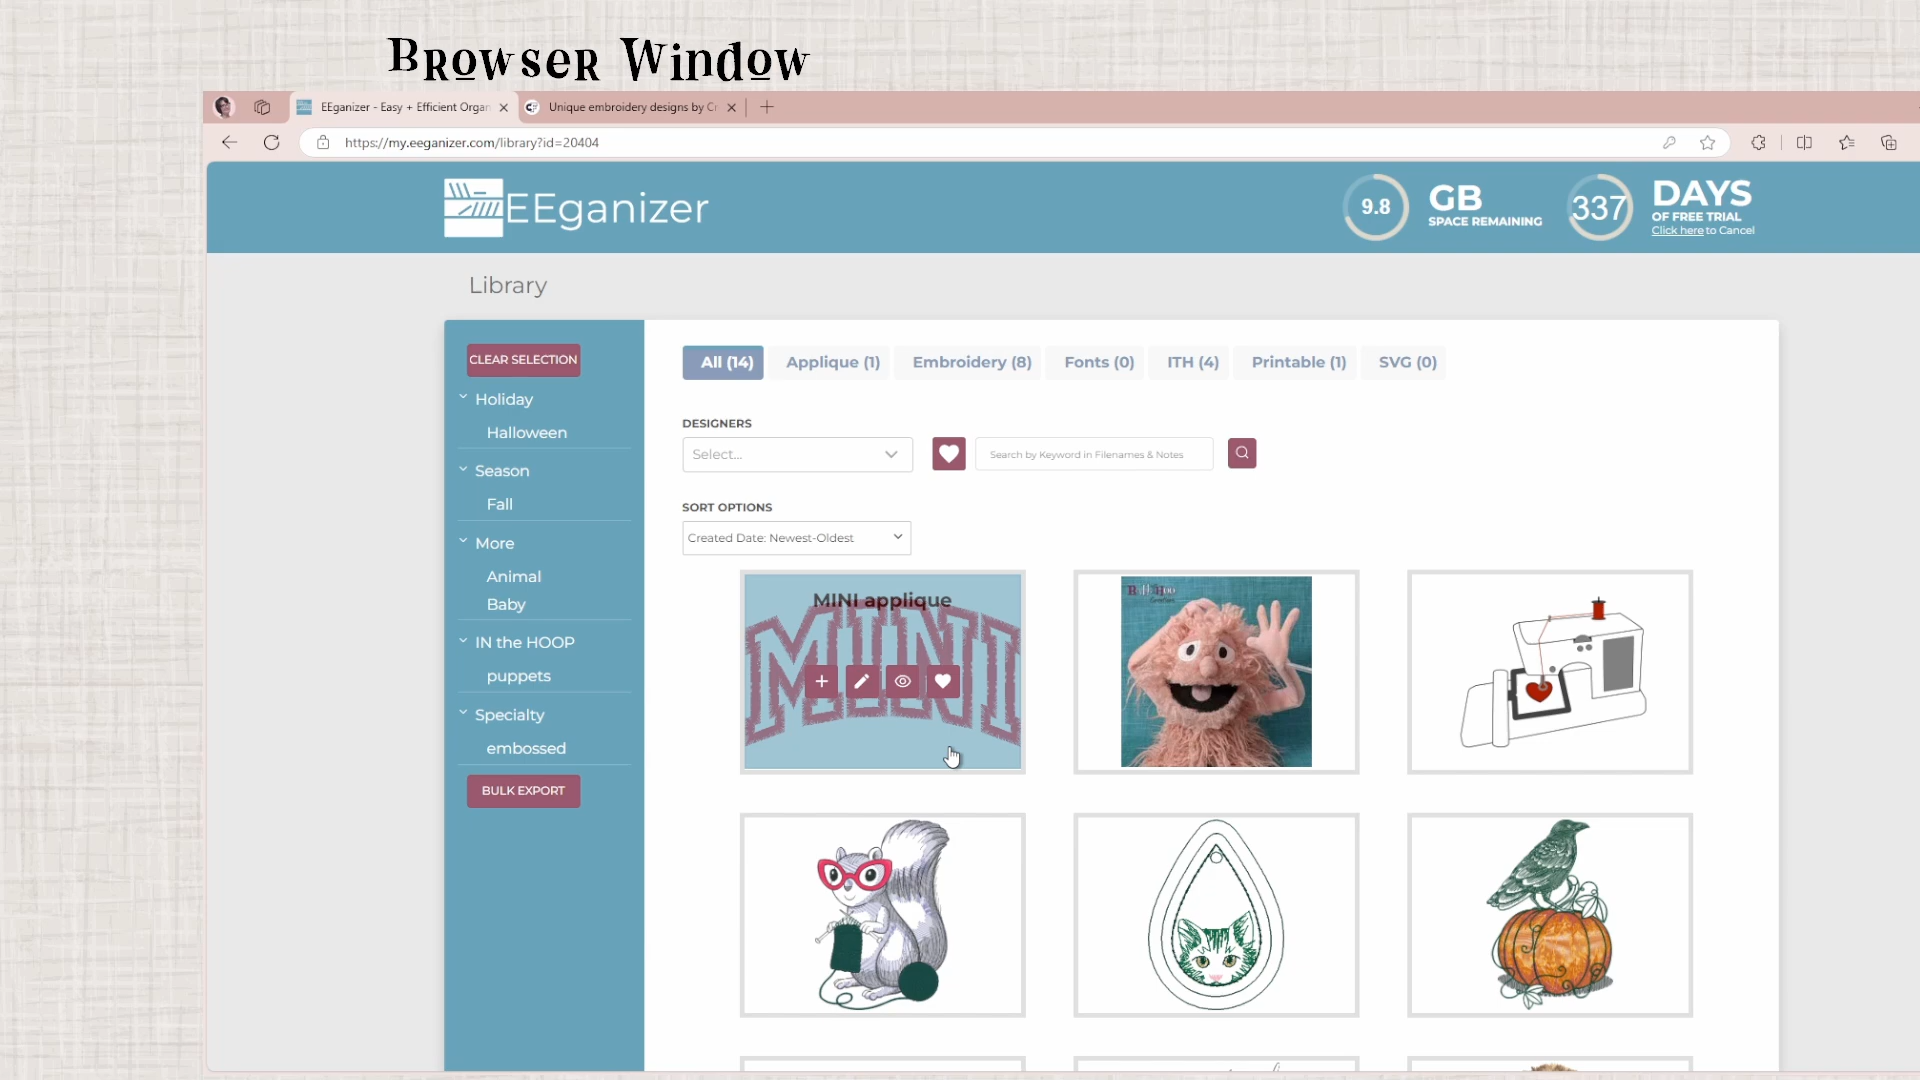 Browser Window
EEganizer - Easy + Efficient Organ
Unique embroidery designs by Cr
https://my.eeganizer.com/library?id=20404
EEganizer
9.8
GB
SPACE REMAINING
337
DAYS
OF FREE TRIAL
Click here to Cancel
Library
CLEAR SELECTION
Holiday
Halloween
Season
Fall
More
Animal
Baby
IN the HOOP
puppets
Specialty
embossed
BULK EXPORT
All (14)
Applique (1)
Embroidery (8)
Fonts (0)
ITH (4)
Printable (1)
SVG (0)
DESIGNERS
Select...
Search by Keyword in Filenames & Notes
SORT OPTIONS
Created Date: Newest-Oldest
MINI applique
MINI